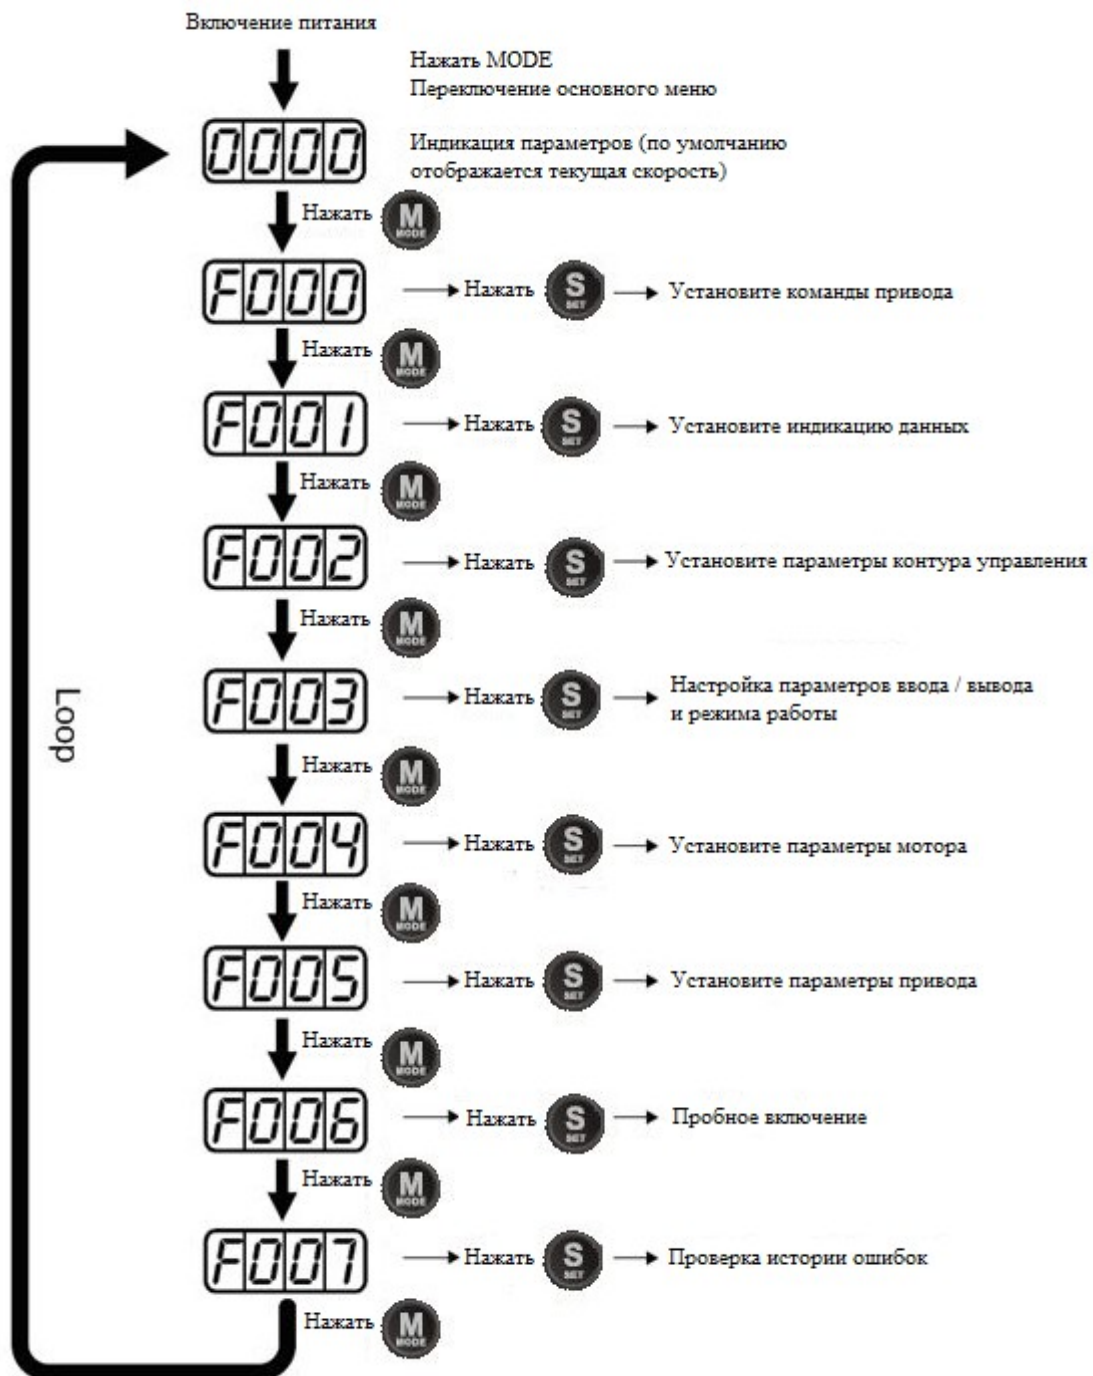 Включение питания
Нажать MODE
Переключение основного меню
0000
Индикация параметров (по умолчанию
отображается текущая скорость)
Нажать M MODE
F000
Нажать S SET Установите команды привода
Нажать M MODE
F001
Нажать S SET Установите индикацию данных
Нажать M MODE
F002
Нажать S SET Установите параметры контура управления
Нажать M MODE
F003
Нажать S SET Настройка параметров ввода / вывода
и режима работы
Loop
Нажать M MODE
F004
Нажать S SET Установите параметры мотора
Нажать M MODE
F005
Нажать S SET Установите параметры привода
Нажать M MODE
F006
Нажать S SET Пробное включение
Нажать M MODE
F007
Нажать S SET Проверка истории ошибок
Нажать M MODE